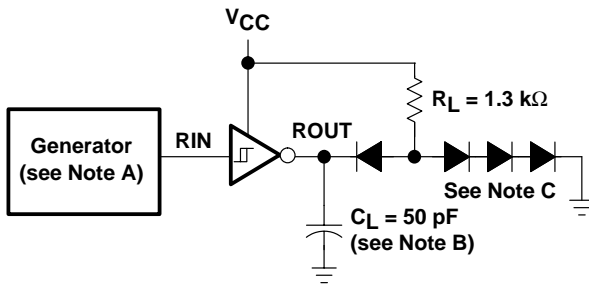 VCC
RL = 1.3 kΩ
Generator
(see Note A)
RIN
ROUT
See Note C
CL = 50 pF
(see Note B)